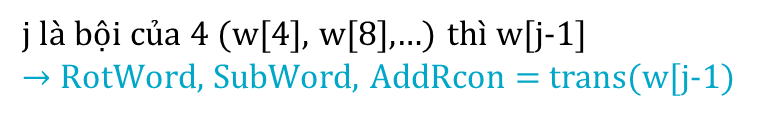 j là bội của 4 (w[4], w[8],...) thì w[j-1]
→ RotWord, SubWord, AddRcon = trans(w[j-1)